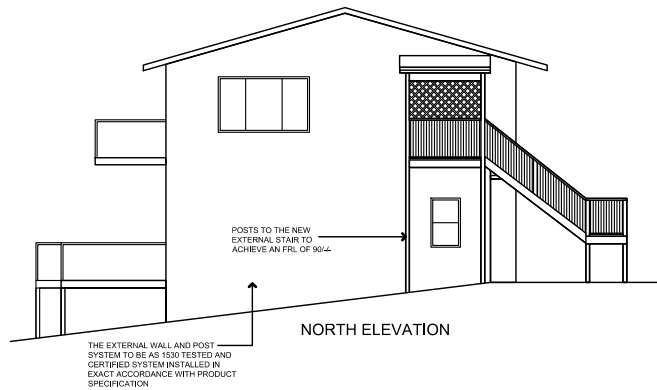 POSTS TO THE NEW
EXTERNAL STAIR TO
ACHIEVE AN FRL OF 90/-/-
NORTH ELEVATION
THE EXTERNAL WALL AND POST
SYSTEM TO BE AS 1530 TESTED AND
CERTIFIED SYSTEM INSTALLED IN
EXACT ACCORDANCE WITH PRODUCT
SPECIFICATION